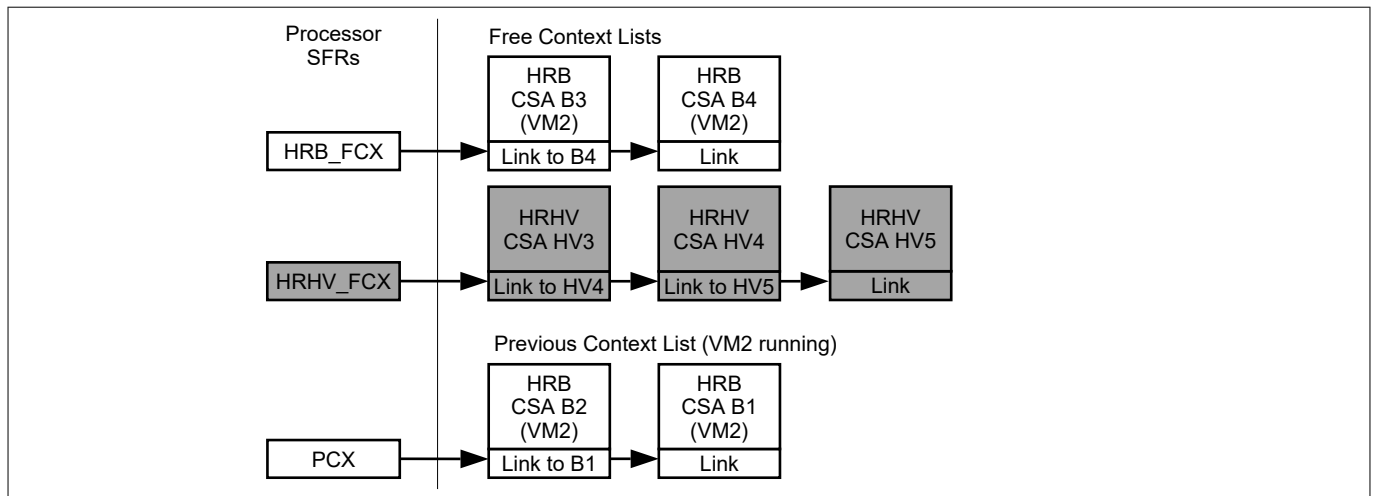 Processor
SFRs
Free Context Lists
HRB
CSA B3
(VM2)
Link to B4
HRB
CSA B4
(VM2)
Link
HRB_FCX
HRHV
CSA HV3
Link to HV4
HRHV
CSA HV4
Link to HV5
HRHV
CSA HV5
Link
HRHV_FCX
Previous Context List (VM2 running)
HRB
CSA B2
(VM2)
Link to B1
HRB
CSA B1
(VM2)
Link
PCX